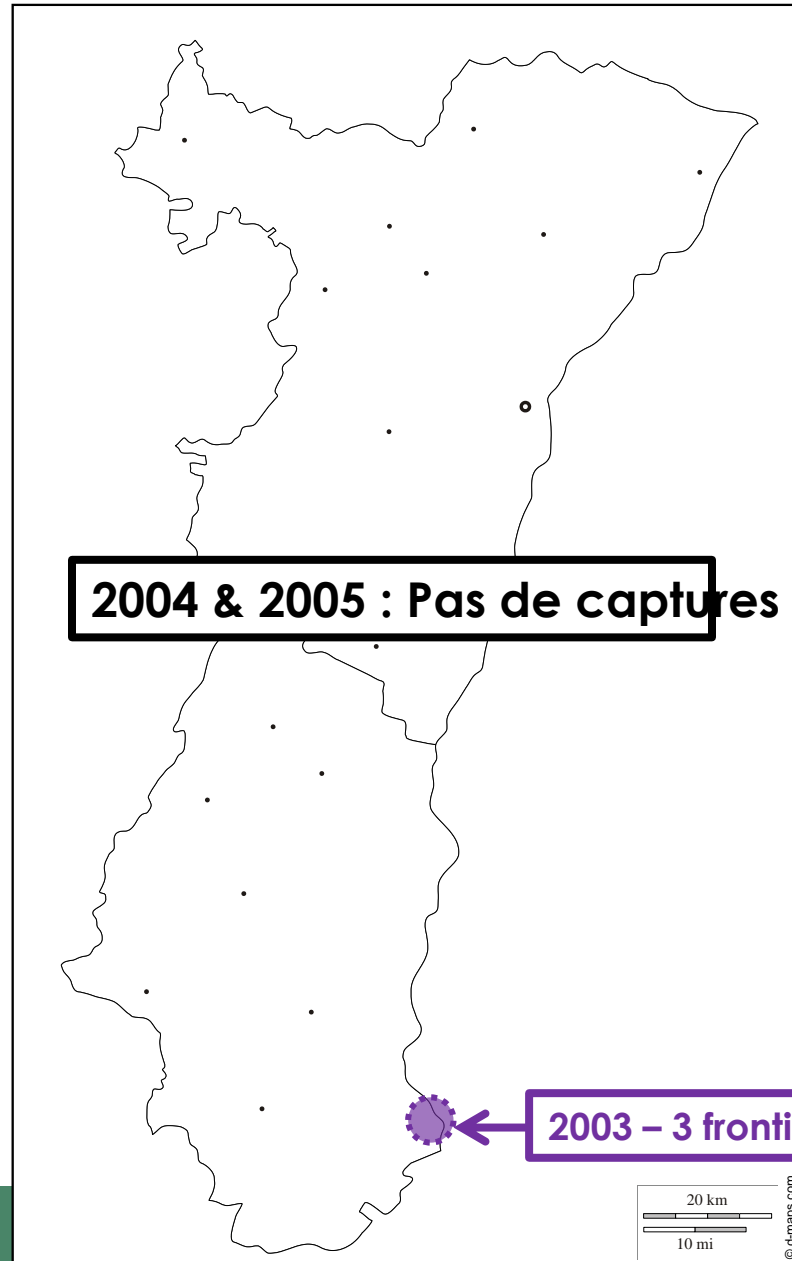 2004 & 2005 : Pas de captures
2003 – 3 fronti
20 km
10 mi
© d-maps.com